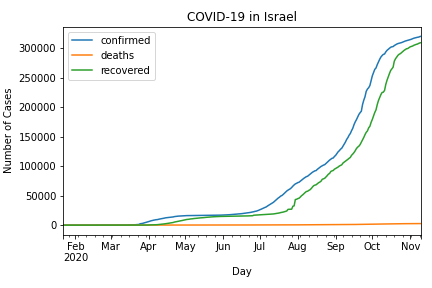 COVID-19 in Israel
confirmed
deaths
recovered
Number of Cases
300000
250000
200000
150000
100000
50000
0
Feb Mar Apr May Jun Jul Aug Sep Oct Nov
2020
Day